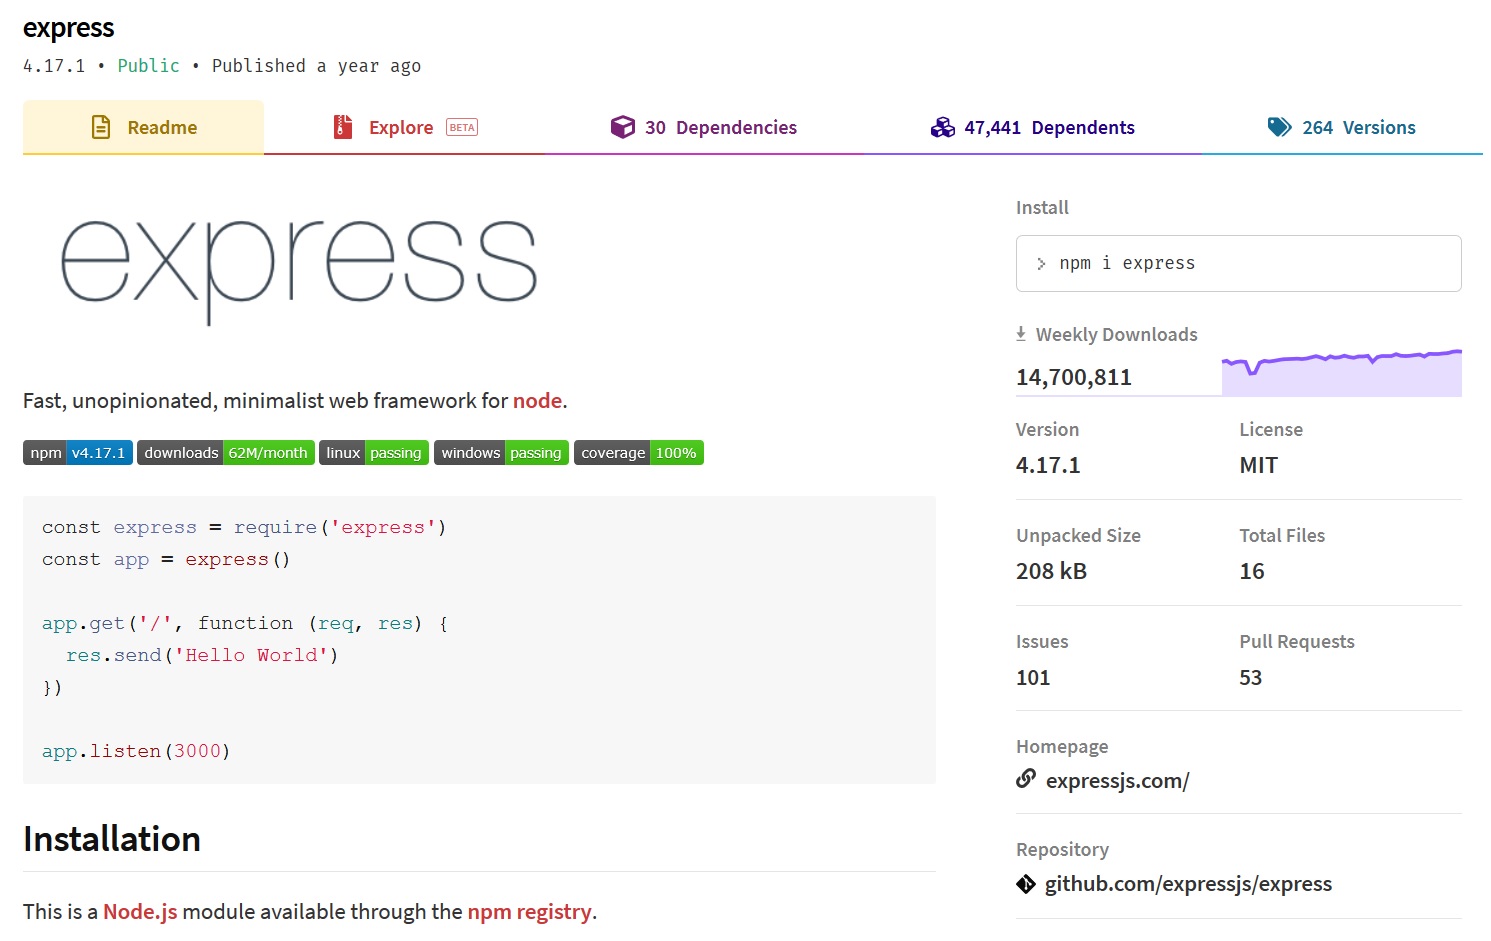 express
4.17.1 • Public • Published a year ago
Readme
Explore BETA
30 Dependencies
47,441 Dependents
264 Versions
express
Fast, unopinionated, minimalist web framework for node.
npm v4.17.1 downloads 62M/month linux passing windows passing coverage 100%
const express = require('express')
const app = express()
app.get('/', function (req, res) {
  res.send('Hello World')
})
app.listen(3000)
Installation
This is a Node.js module available through the npm registry.
Install
> npm i express
Weekly Downloads
14,700,811
Version
4.17.1
License
MIT
Unpacked Size
208 kB
Total Files
16
Issues
101
Pull Requests
53
Homepage
expressjs.com/
Repository
github.com/expressjs/express